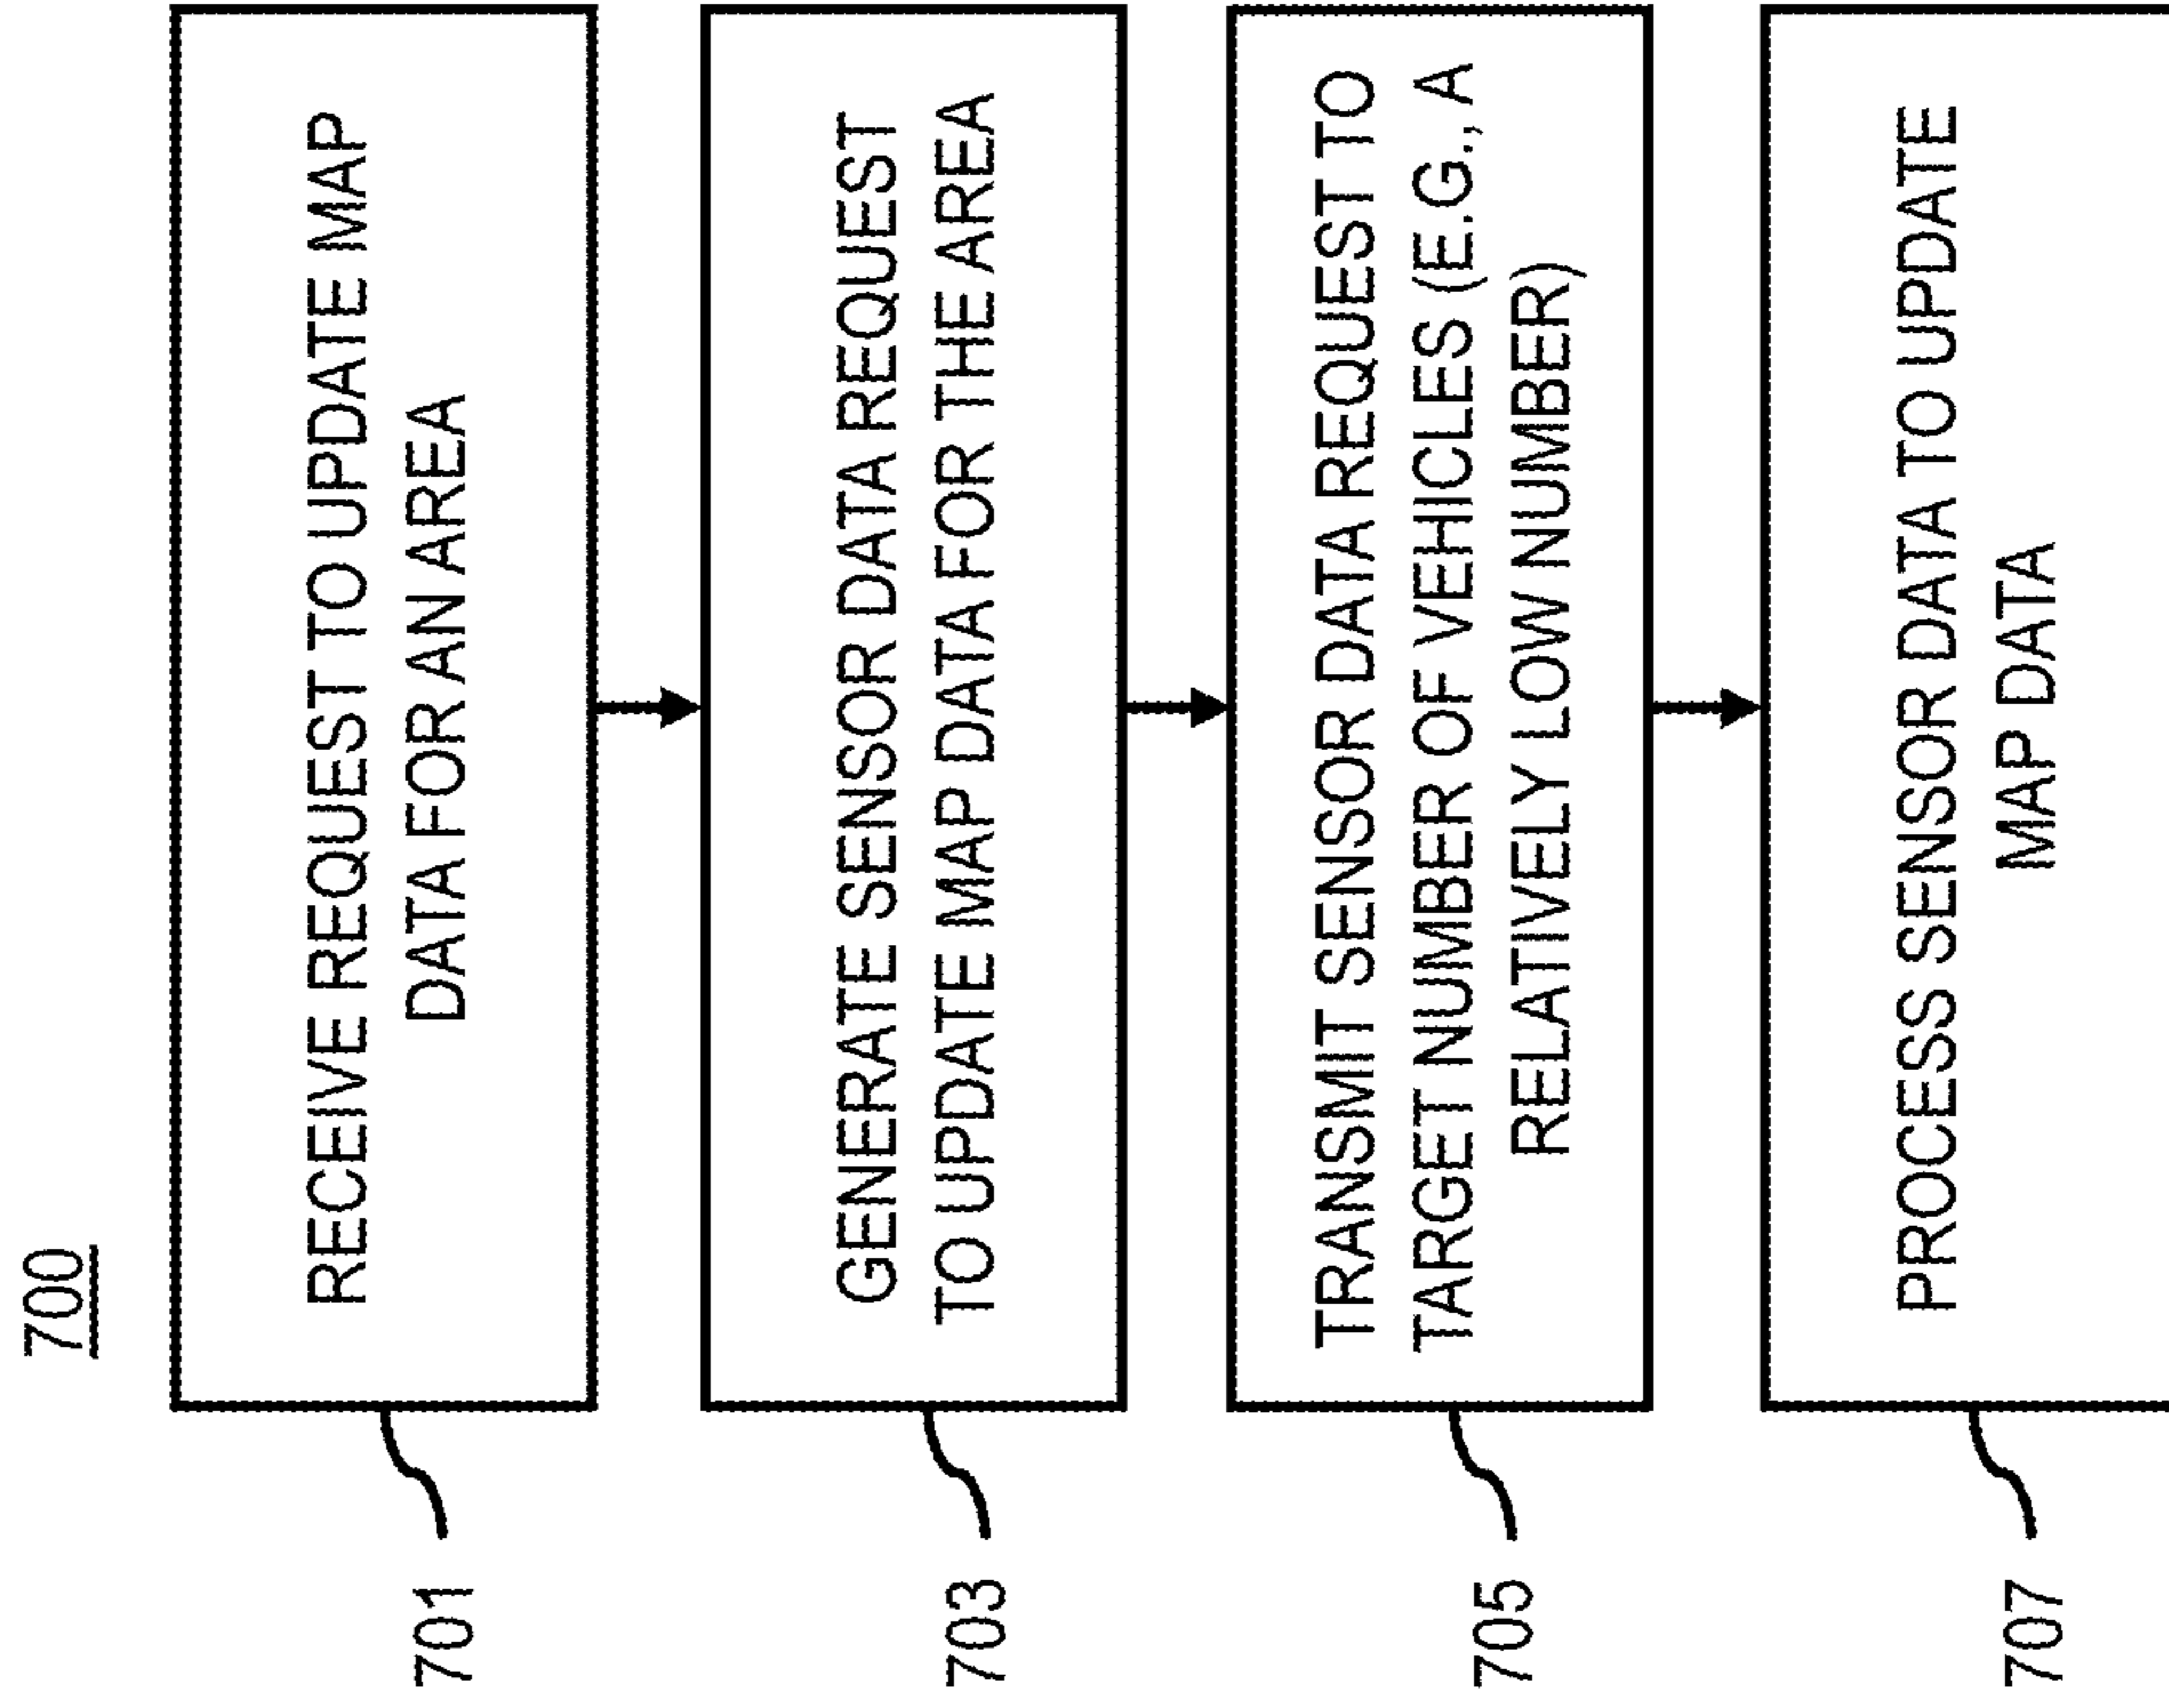 700
701
RECEIVE REQUEST TO UPDATE MAP
DATA FOR AN AREA
703
GENERATE SENSOR DATA REQUEST
TO UPDATE MAP DATA FOR THE AREA
705
TRANSMIT SENSOR DATA REQUEST TO
TARGET NUMBER OF VEHICLES (E.G., A
RELATIVELY LOW NUMBER)
707
PROCESS SENSOR DATA TO UPDATE
MAP DATA